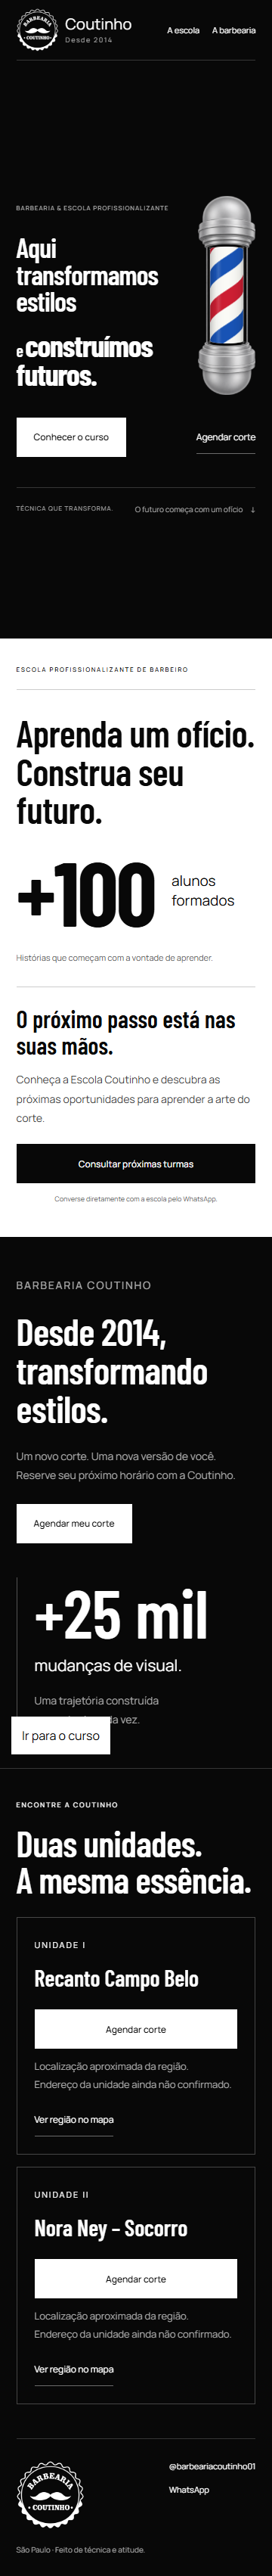 BARBEARIA
COUTINHO
Coutinho
Desde 2014
A escola
A barbearia
BARBEARIA & ESCOLA PROFISSIONALIZANTE
Aqui
transformamos
estilos
e construímos
futuros.
Conhecer o curso
Agendar corte
TÉCNICA QUE TRANSFORMA.
O futuro começa com um ofício ↓
ESCOLA PROFISSIONALIZANTE DE BARBEIRO
Aprenda um ofício.
Construa seu
futuro.
+100
alunos
formados
Histórias que começam com a vontade de aprender.
O próximo passo está nas
suas mãos.
Conheça a Escola Coutinho e descubra as
próximas oportunidades para aprender a arte do
corte.
Consultar próximas turmas
Converse diretamente com a escola pelo WhatsApp.
BARBEARIA COUTINHO
Desde 2014,
transformando
estilos.
Um novo corte. Uma nova versão de você.
Reserve seu próximo horário com a Coutinho.
Agendar meu corte
+25 mil
mudanças de visual.
Uma trajetória construída
da vez.
Ir para o curso
ENCONTRE A COUTINHO
Duas unidades.
A mesma essência.
UNIDADE I
Recanto Campo Belo
Agendar corte
Localização aproximada da região.
Endereço da unidade ainda não confirmado.
Ver região no mapa
UNIDADE II
Nora Ney – Socorro
Agendar corte
Localização aproximada da região.
Endereço da unidade ainda não confirmado.
Ver região no mapa
BARBEARIA
COUTINHO
@barbeariacoutinho01
WhatsApp
São Paulo · Feito de técnica e atitude.